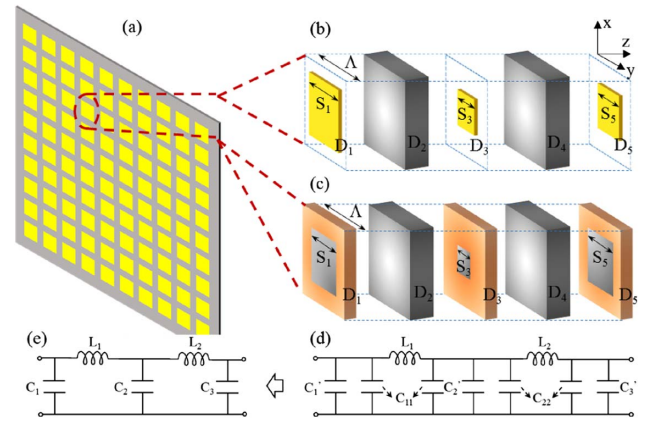 (a)
(b)
x
z
y
Λ
S₁
S₃
S₅
D₁
D₂
D₃
D₄
D₅
(c)
Λ
S₁
S₃
S₅
D₁
D₂
D₃
D₄
D₅
(e)
L₁
L₂
C₁
C₂
C₃
(d)
L₁
L₂
C₁'
C₁₁
C₂'
C₂₂
C₃'